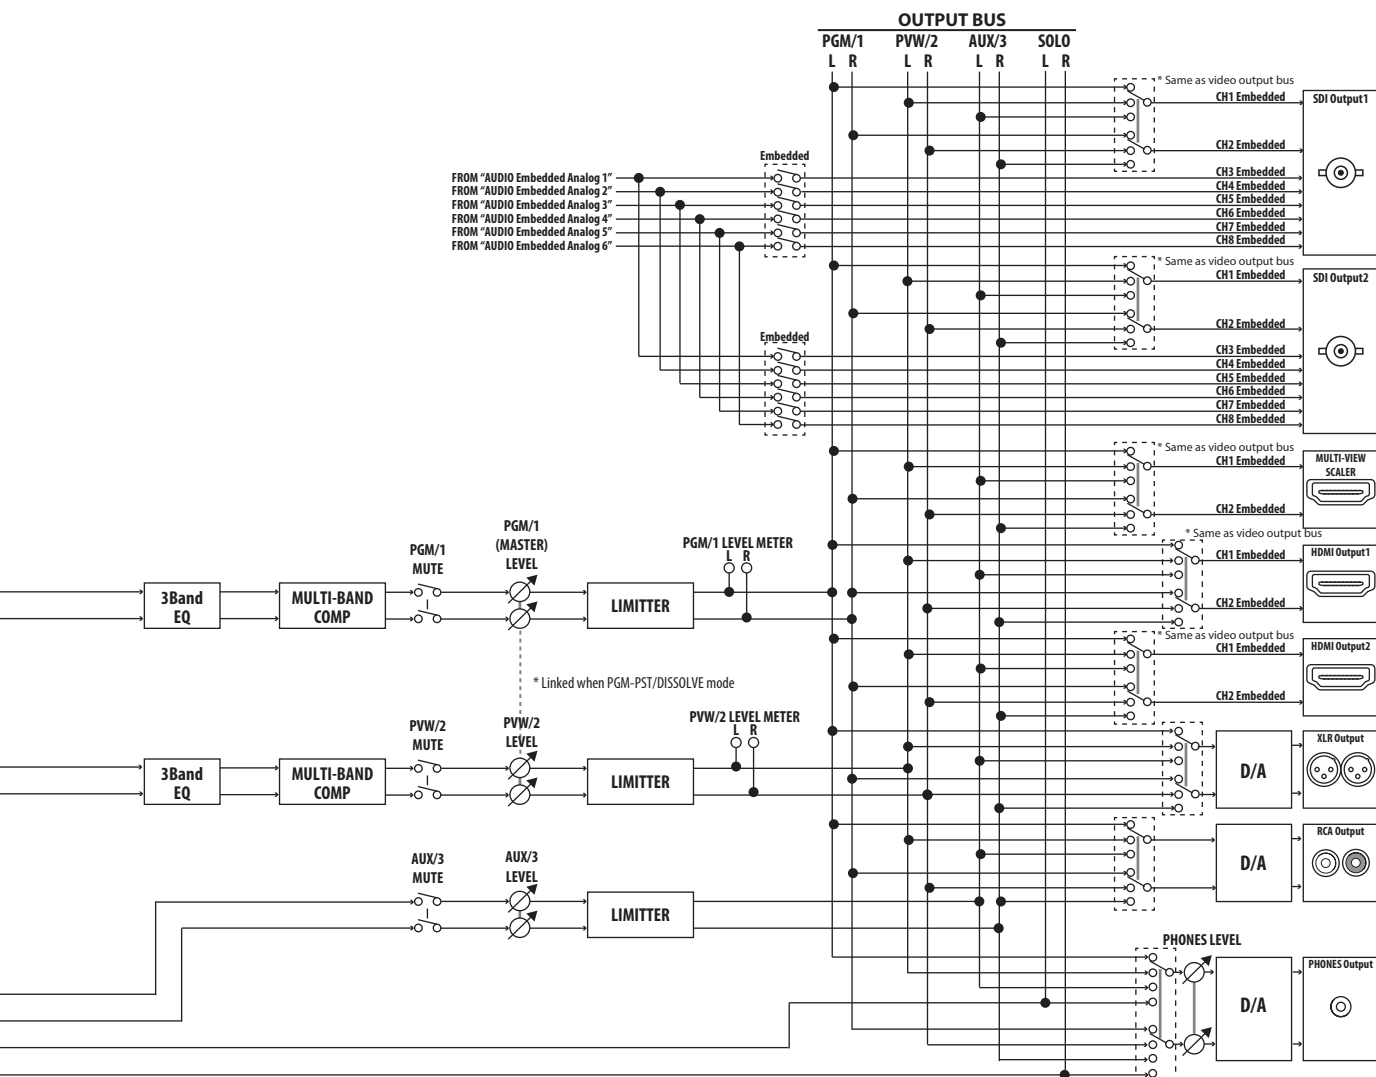 OUTPUT BUS
PGM/1 PVW/2 AUX/3 SOLO
L R L R L R L R
* Same as video output bus
CH1 Embedded
SDI Output1
CH2 Embedded
Embedded
FROM "AUDIO Embedded Analog 1"
FROM "AUDIO Embedded Analog 2"
FROM "AUDIO Embedded Analog 3"
FROM "AUDIO Embedded Analog 4"
FROM "AUDIO Embedded Analog 5"
FROM "AUDIO Embedded Analog 6"
CH3 Embedded
CH4 Embedded
CH5 Embedded
CH6 Embedded
CH7 Embedded
CH8 Embedded
* Same as video output bus
CH1 Embedded
SDI Output2
CH2 Embedded
Embedded
CH3 Embedded
CH4 Embedded
CH5 Embedded
CH6 Embedded
CH7 Embedded
CH8 Embedded
* Same as video output bus
CH1 Embedded
MULTI-VIEW
SCALER
CH2 Embedded
* Same as video output bus
CH1 Embedded
HDMI Output1
CH2 Embedded
* Same as video output bus
CH1 Embedded
HDMI Output2
CH2 Embedded
3Band
EQ
MULTI-BAND
COMP
PGM/1
MUTE
PGM/1
(MASTER)
LEVEL
LIMITTER
PGM/1 LEVEL METER
L R
* Linked when PGM-PST/DISSOLVE mode
3Band
EQ
MULTI-BAND
COMP
PVW/2
MUTE
PVW/2
LEVEL
LIMITTER
PVW/2 LEVEL METER
L R
D/A
XLR Output
AUX/3
MUTE
AUX/3
LEVEL
LIMITTER
D/A
RCA Output
PHONES LEVEL
D/A
PHONES Output